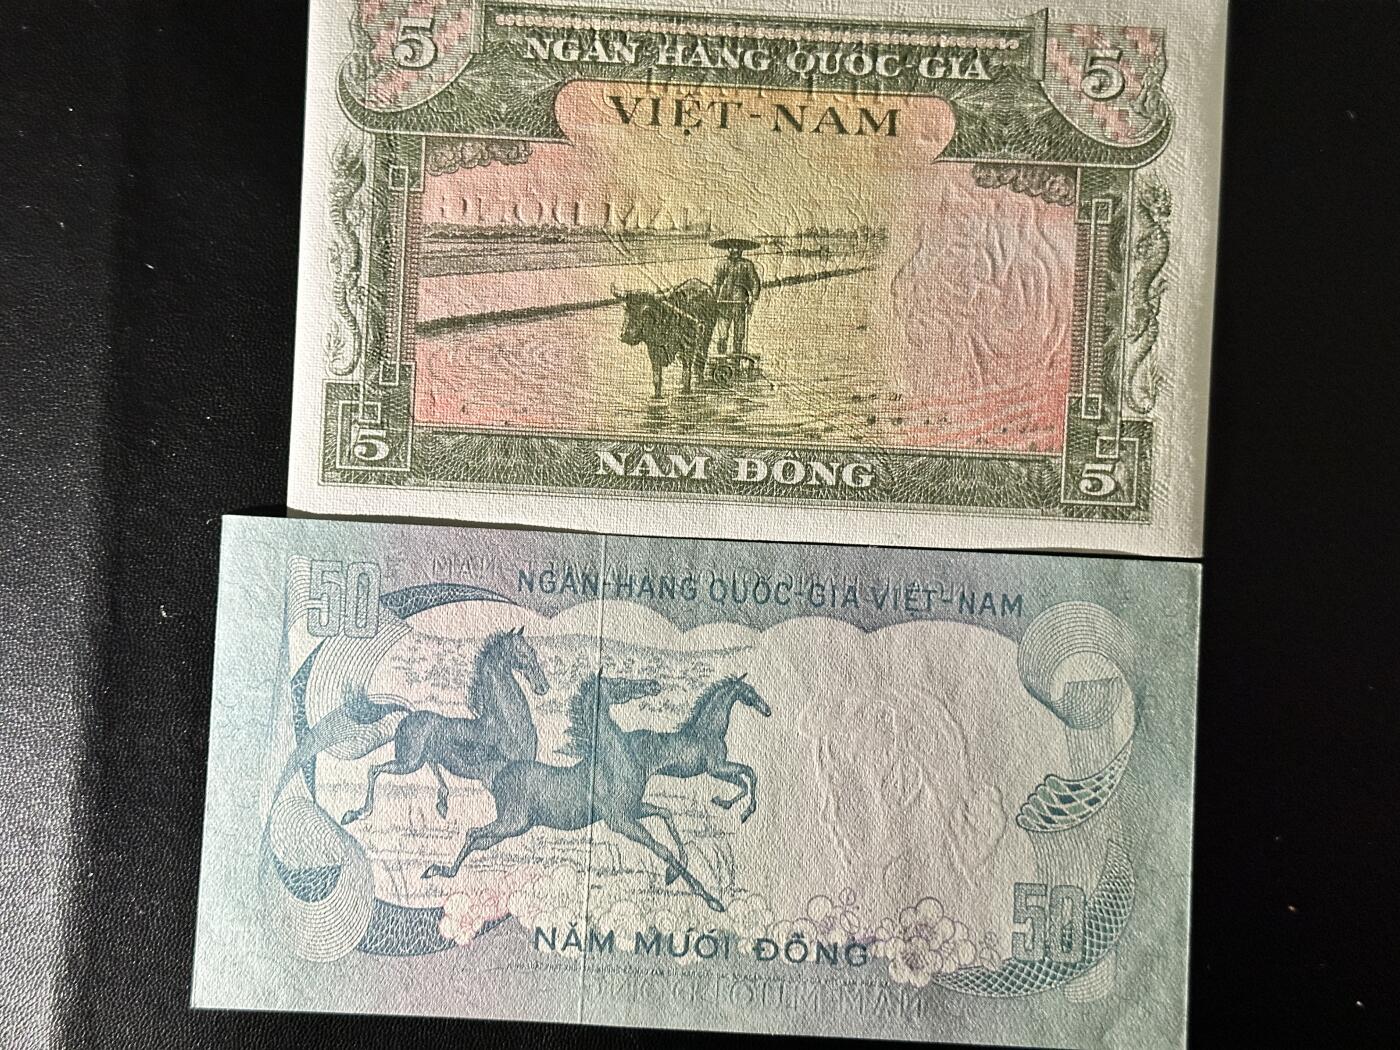 5 5
NGÂN HÀNG QUỐC-GIA
VIỆT-NAM
5 5
NĂM ĐỒNG
50
NGÂN-HÀNG QUỐC-GIA VIỆT-NAM
50
NĂM MƯƠI ĐỒNG